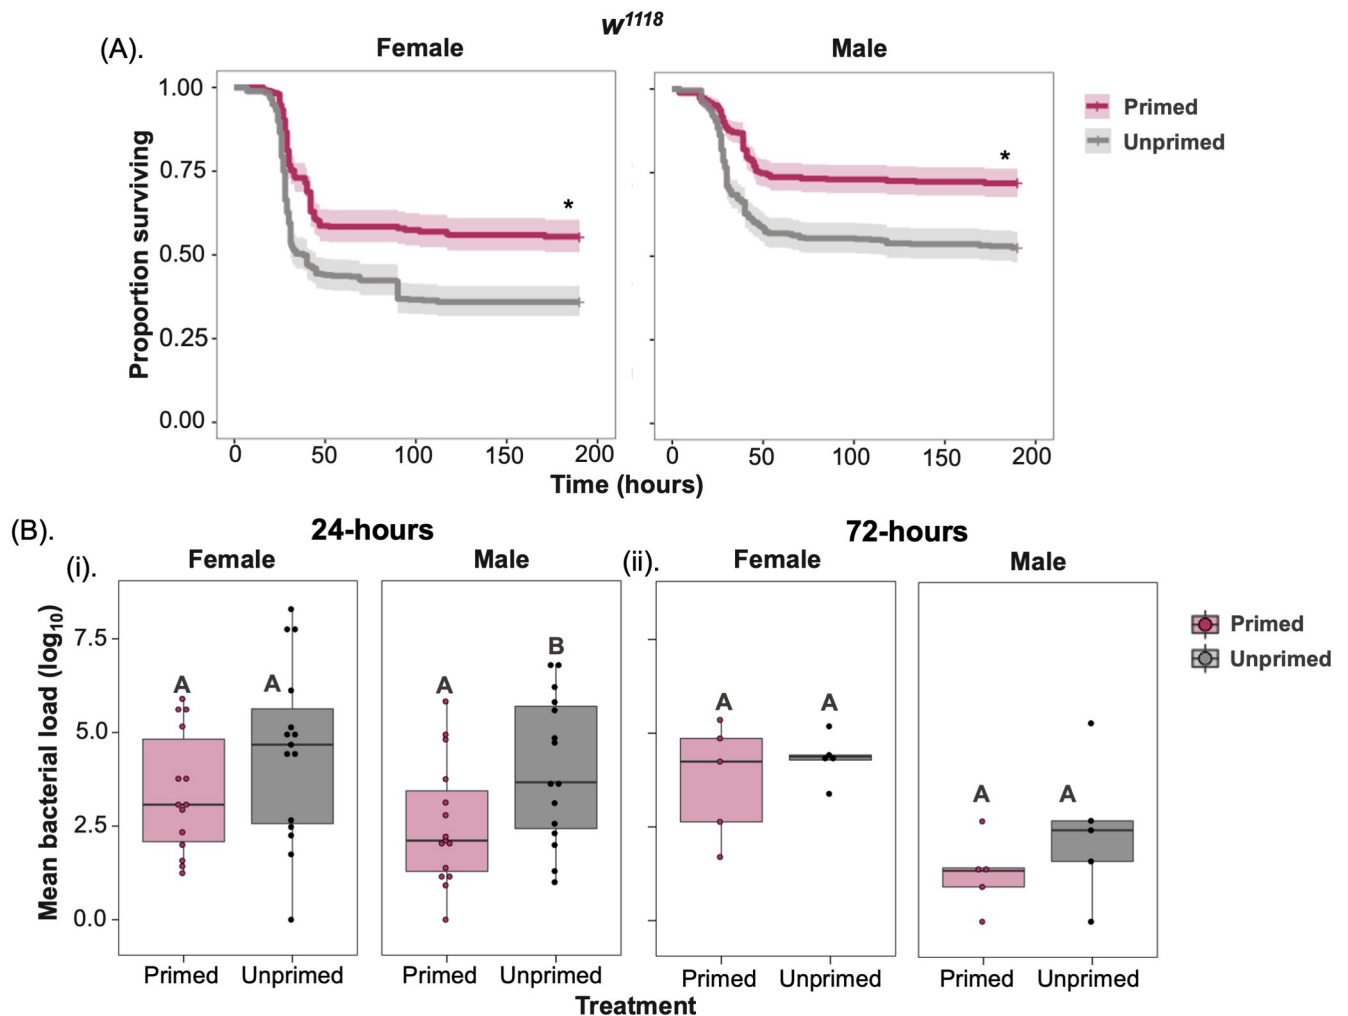 w1118
(A).
Female Male
1.00
0.75
0.50
0.25
0.00
Proportion surviving
* *
Primed
Unprimed
0 50 100 150 200 0 50 100 150 200
Time (hours)
(B).
24-hours 72-hours
(i). Female Male (ii). Female Male
7.5
5.0
2.5
0.0
Mean bacterial load (log10)
A A A B A A A A
Primed
Unprimed
Primed Unprimed Primed Unprimed Primed Unprimed Primed Unprimed
Treatment